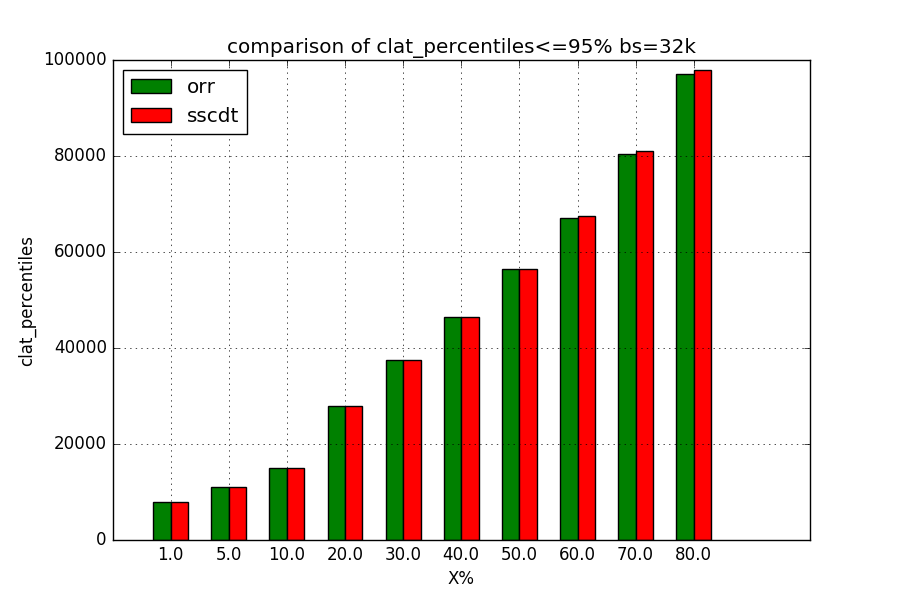 comparison of clat_percentiles<=95% bs=32k
100000
80000
60000
40000
20000
0
clat_percentiles
orr
sscdt
1.0 5.0 10.0 20.0 30.0 40.0 50.0 60.0 70.0 80.0
X%